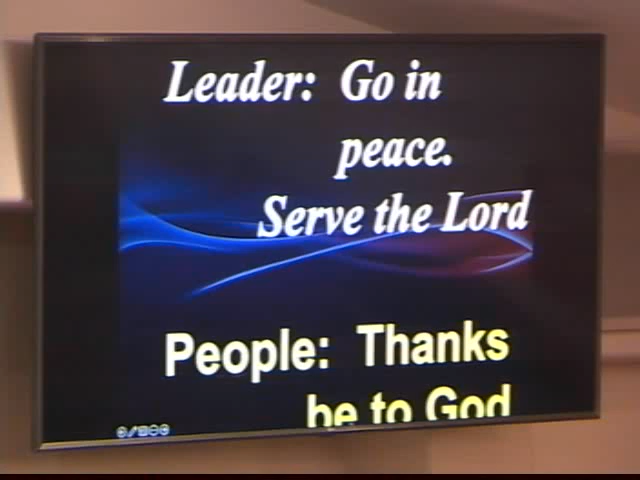 Leader: Go in
peace.
Serve the Lord
People: Thanks
be to God